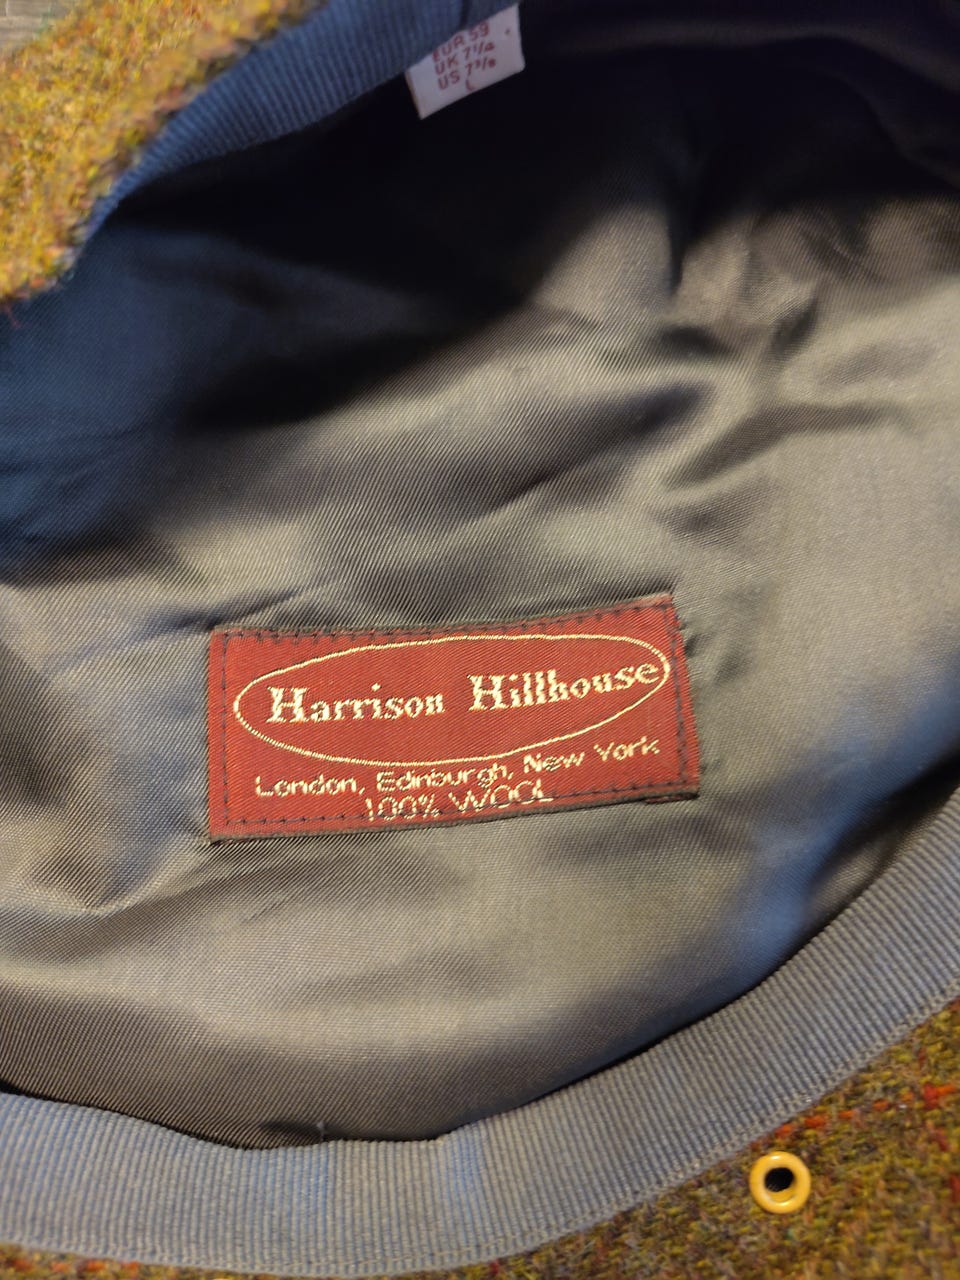 EUR 59
UK 7¼
US 7⅜
L
Harrison Hillhouse
London, Edinburgh, New York
100% WOOL